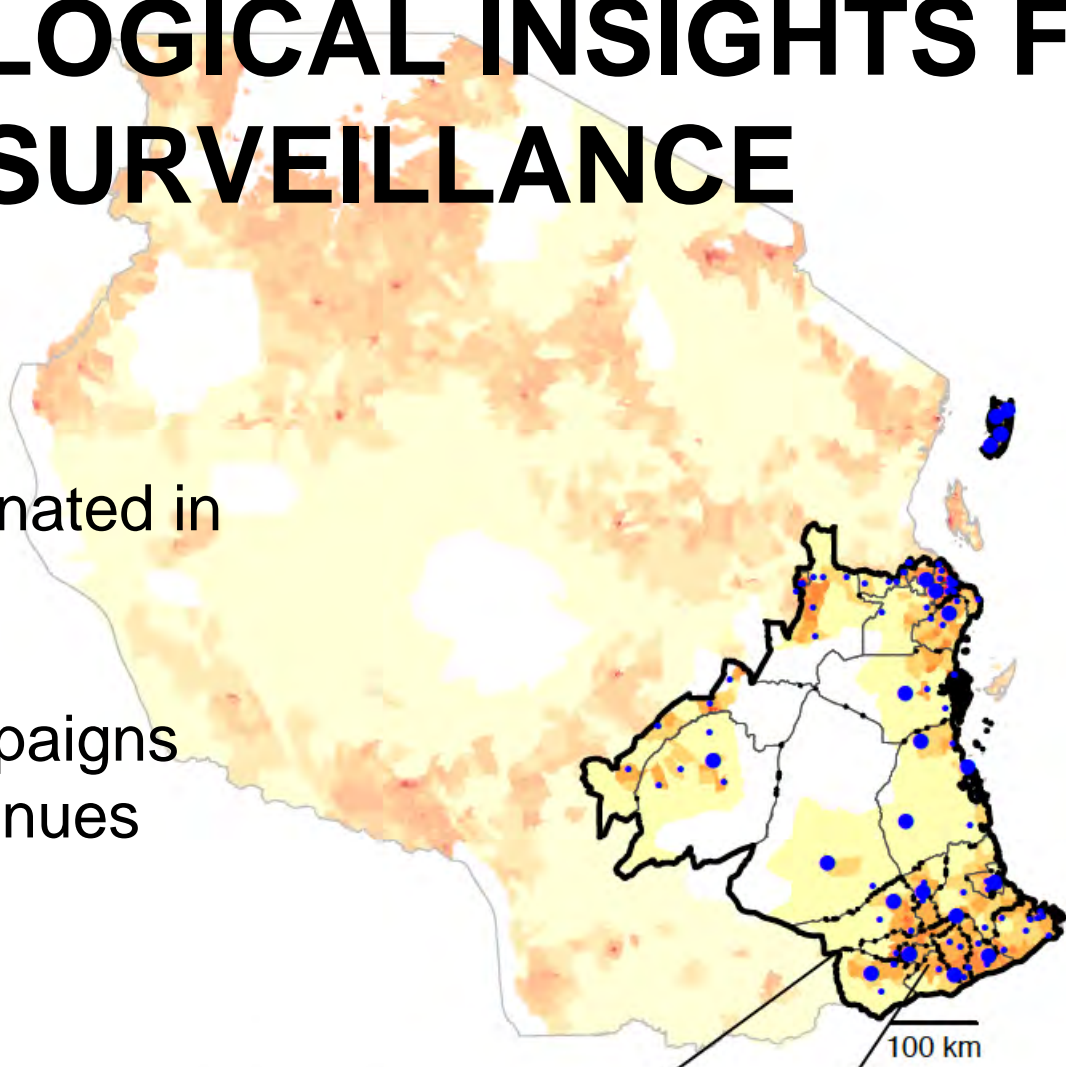 LOGICAL INSIGHTS F
SURVEILLANCE
nated in
paigns
nues
100 km